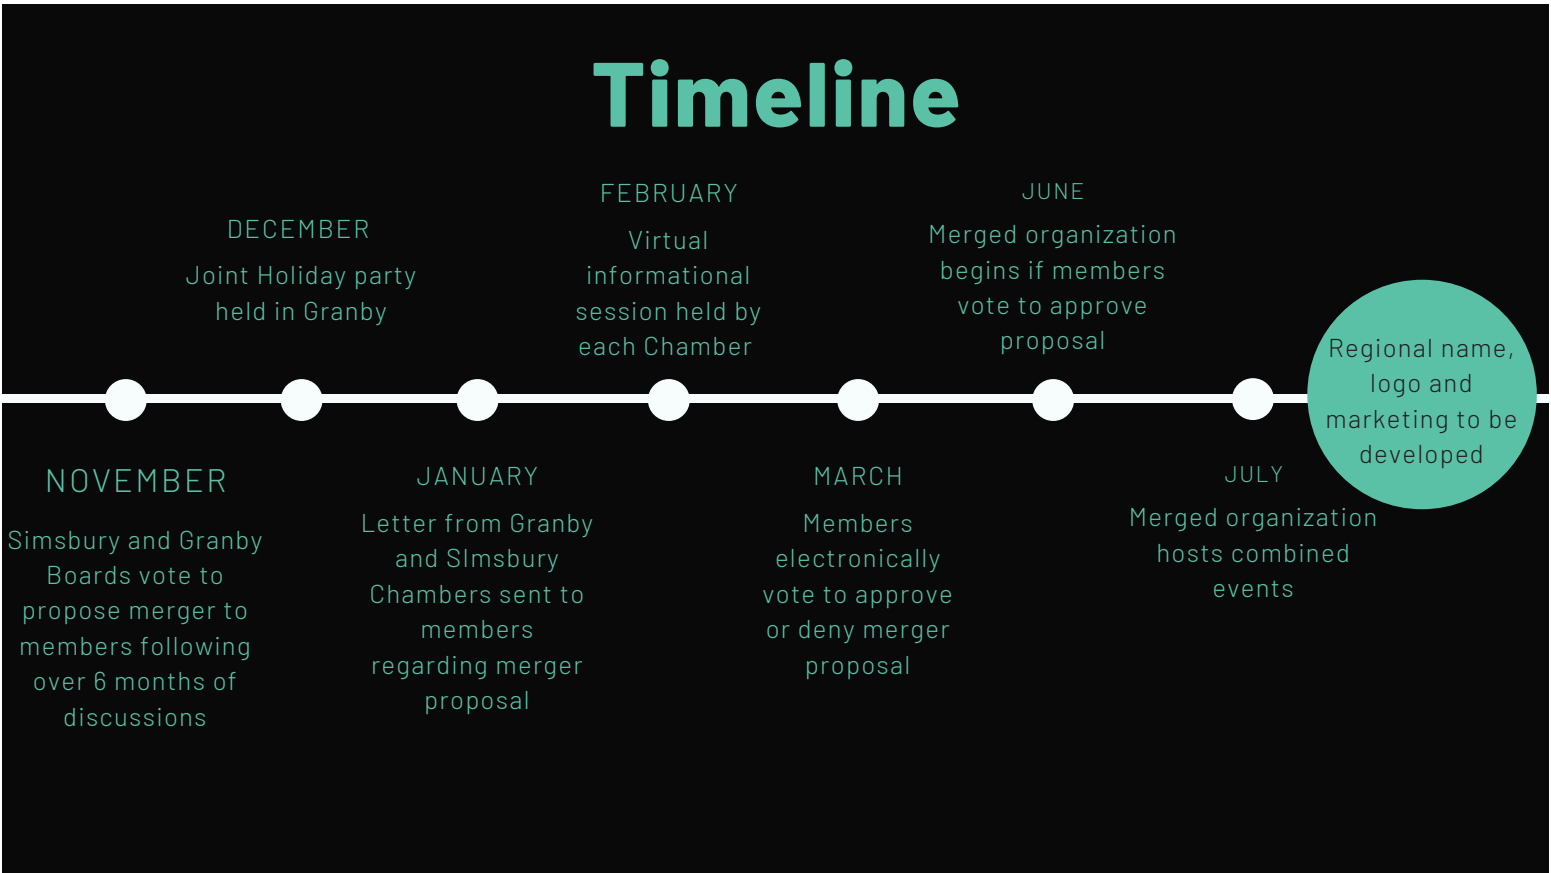 Timeline
NOVEMBER
Simsbury and Granby
Boards vote to
propose merger to
members following
over 6 months of
discussions
DECEMBER
Joint Holiday party
held in Granby
JANUARY
Letter from Granby
and SImsbury
Chambers sent to
members
regarding merger
proposal
FEBRUARY
Virtual
informational
session held by
each Chamber
MARCH
Members
electronically
vote to approve
or deny merger
proposal
JUNE
Merged organization
begins if members
vote to approve
proposal
JULY
Merged organization
hosts combined
events
Regional name,
logo and
marketing to be
developed